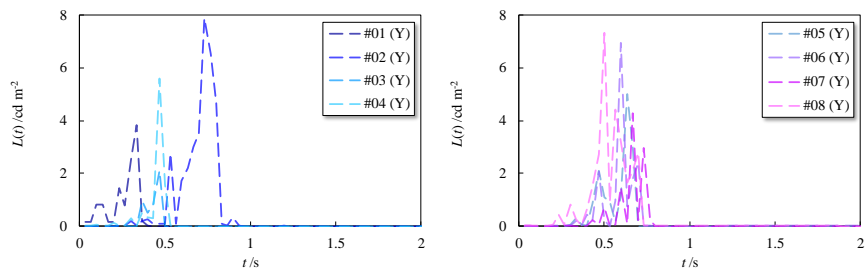 8
6
4
2
0
L(t) /cd m⁻²
0 0.5 1 1.5 2
t /s
#01 (Y)
#02 (Y)
#03 (Y)
#04 (Y)
8
6
4
2
0
L(t) /cd m⁻²
0 0.5 1 1.5 2
t /s
#05 (Y)
#06 (Y)
#07 (Y)
#08 (Y)